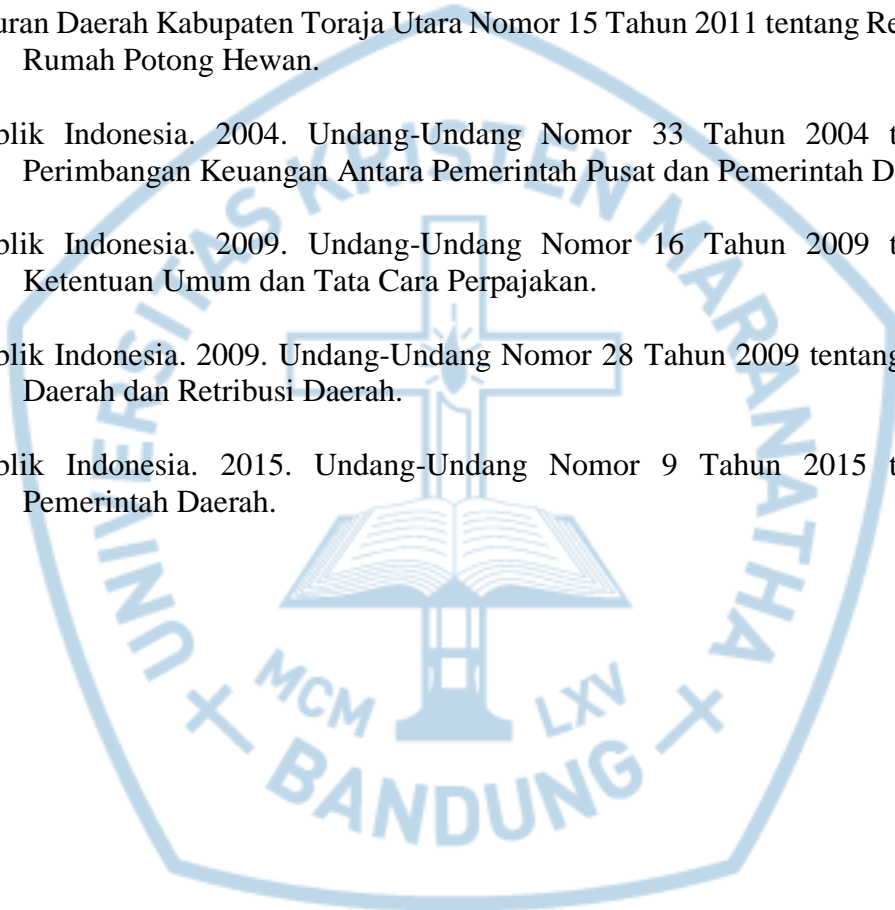 uran Daerah Kabupaten Toraja Utara Nomor 15 Tahun 2011 tentang Re
Rumah Potong Hewan.
blik Indonesia. 2004. Undang-Undang Nomor 33 Tahun 2004 t
Perimbangan Keuangan Antara Pemerintah Pusat dan Pemerintah D
blik Indonesia. 2009. Undang-Undang Nomor 16 Tahun 2009 t
Ketentuan Umum dan Tata Cara Perpajakan.
blik Indonesia. 2009. Undang-Undang Nomor 28 Tahun 2009 tentang
Daerah dan Retribusi Daerah.
blik Indonesia. 2015. Undang-Undang Nomor 9 Tahun 2015 t
Pemerintah Daerah.
UNIVERSITAS KRISTEN MARANATHA
MCM LXV
BANDUNG